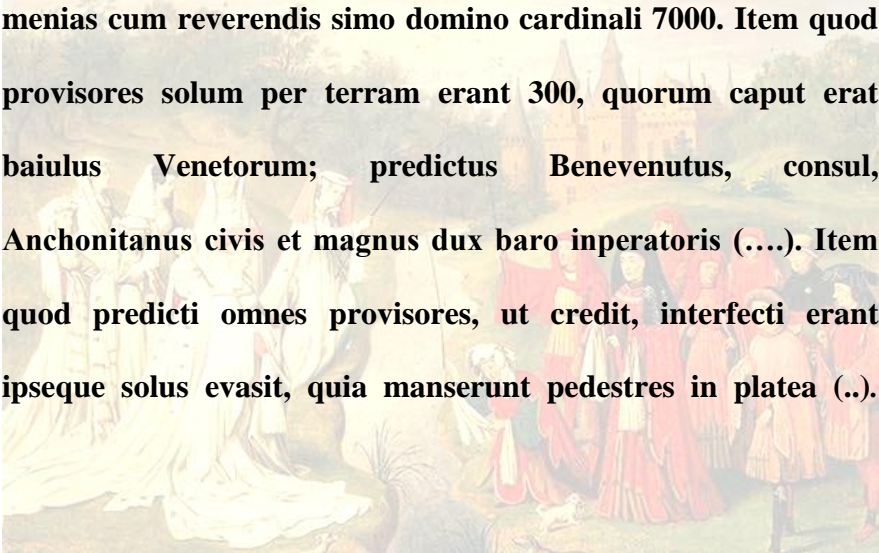 menias cum reverendis simo domino cardinali 7000. Item quod
provisores solum per terram erant 300, quorum caput erat
baiulus Venetorum; predictus Benevenutus, consul,
Anchonitanus civis et magnus dux baro inperatoris (….). Item
quod predicti omnes provisores, ut credit, interfecti erant
ipseque solus evasit, quia manserunt pedestres in platea (..).